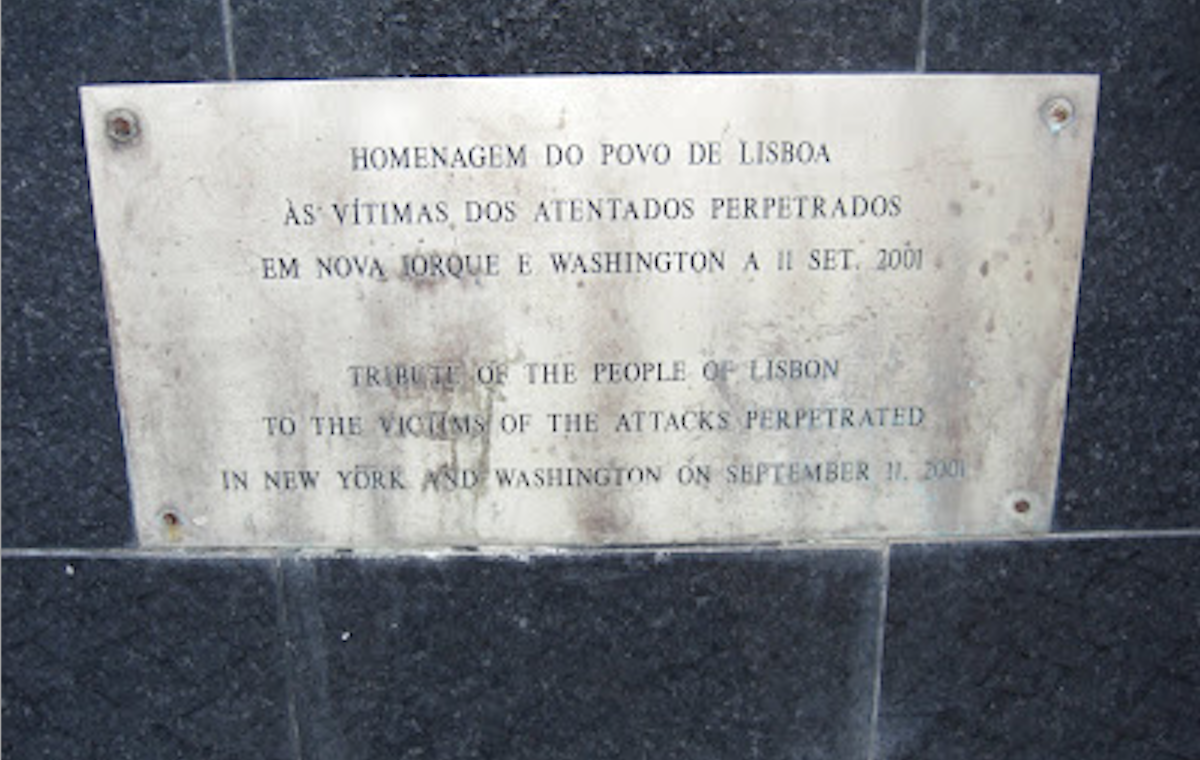 HOMENAGEM DO POVO DE LISBOA
ÀS VÍTIMAS DOS ATENTADOS PERPETRADOS
EM NOVA IORQUE E WASHINGTON A 11 SET. 2001
TRIBUTE OF THE PEOPLE OF LISBON
TO THE VICTIMS OF THE ATTACKS PERPETRATED
IN NEW YORK AND WASHINGTON ON SEPTEMBER 11, 2001